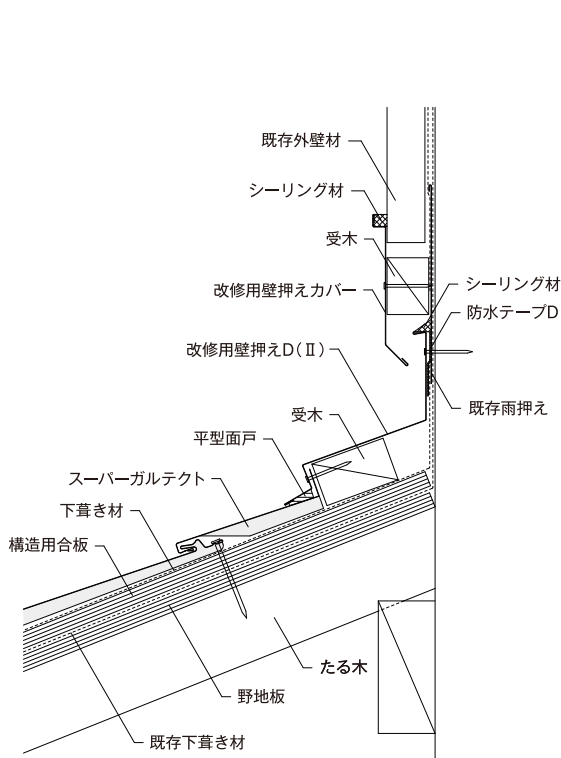 既存外壁材
シーリング材
受木
改修用壁押えカバー
シーリング材
防水テープD
改修用壁押えD(Ⅱ)
既存雨押え
受木
平型面戸
スーパーガルテクト
下葺き材
構造用合板
たる木
野地板
既存下葺き材